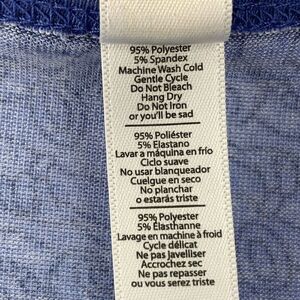 95% Polyester
5% Spandex
Machine Wash Cold
Gentle Cycle
Do Not Bleach
Hang Dry
Do Not Iron
or you'll be sad
95% Poliéster
5% Elastano
Lavar a máquina en frío
Ciclo suave
No usar blanqueador
Cuelgue en seco
No planchar
o estarás triste
95% Polyester
5% Élasthanne
Lavage en machine à froid
Cycle délicat
Ne pas javelliser
Accrochez sec
Ne pas repasser
ou vous serez triste